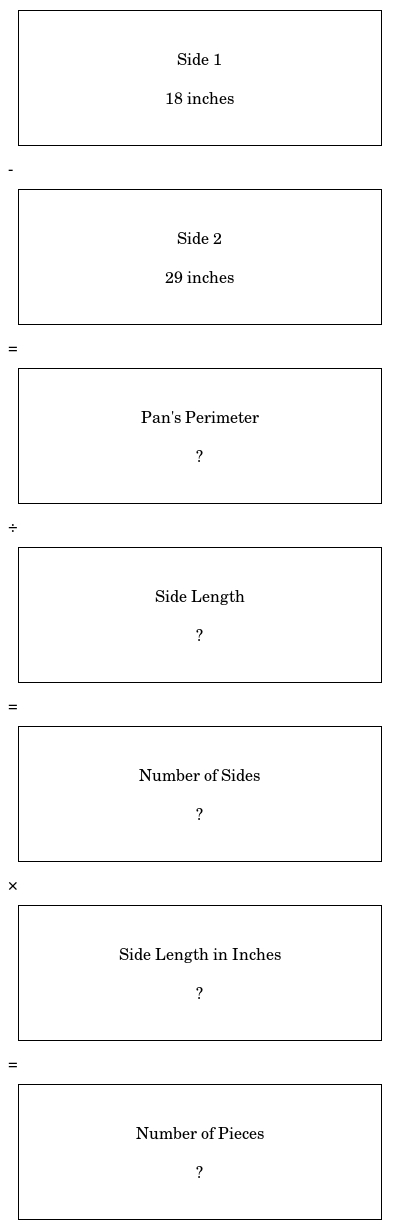 Side 1
18 inches
-
Side 2
29 inches
=
Pan's Perimeter
?
÷
Side Length
?
=
Number of Sides
?
×
Side Length in Inches
?
=
Number of Pieces
?